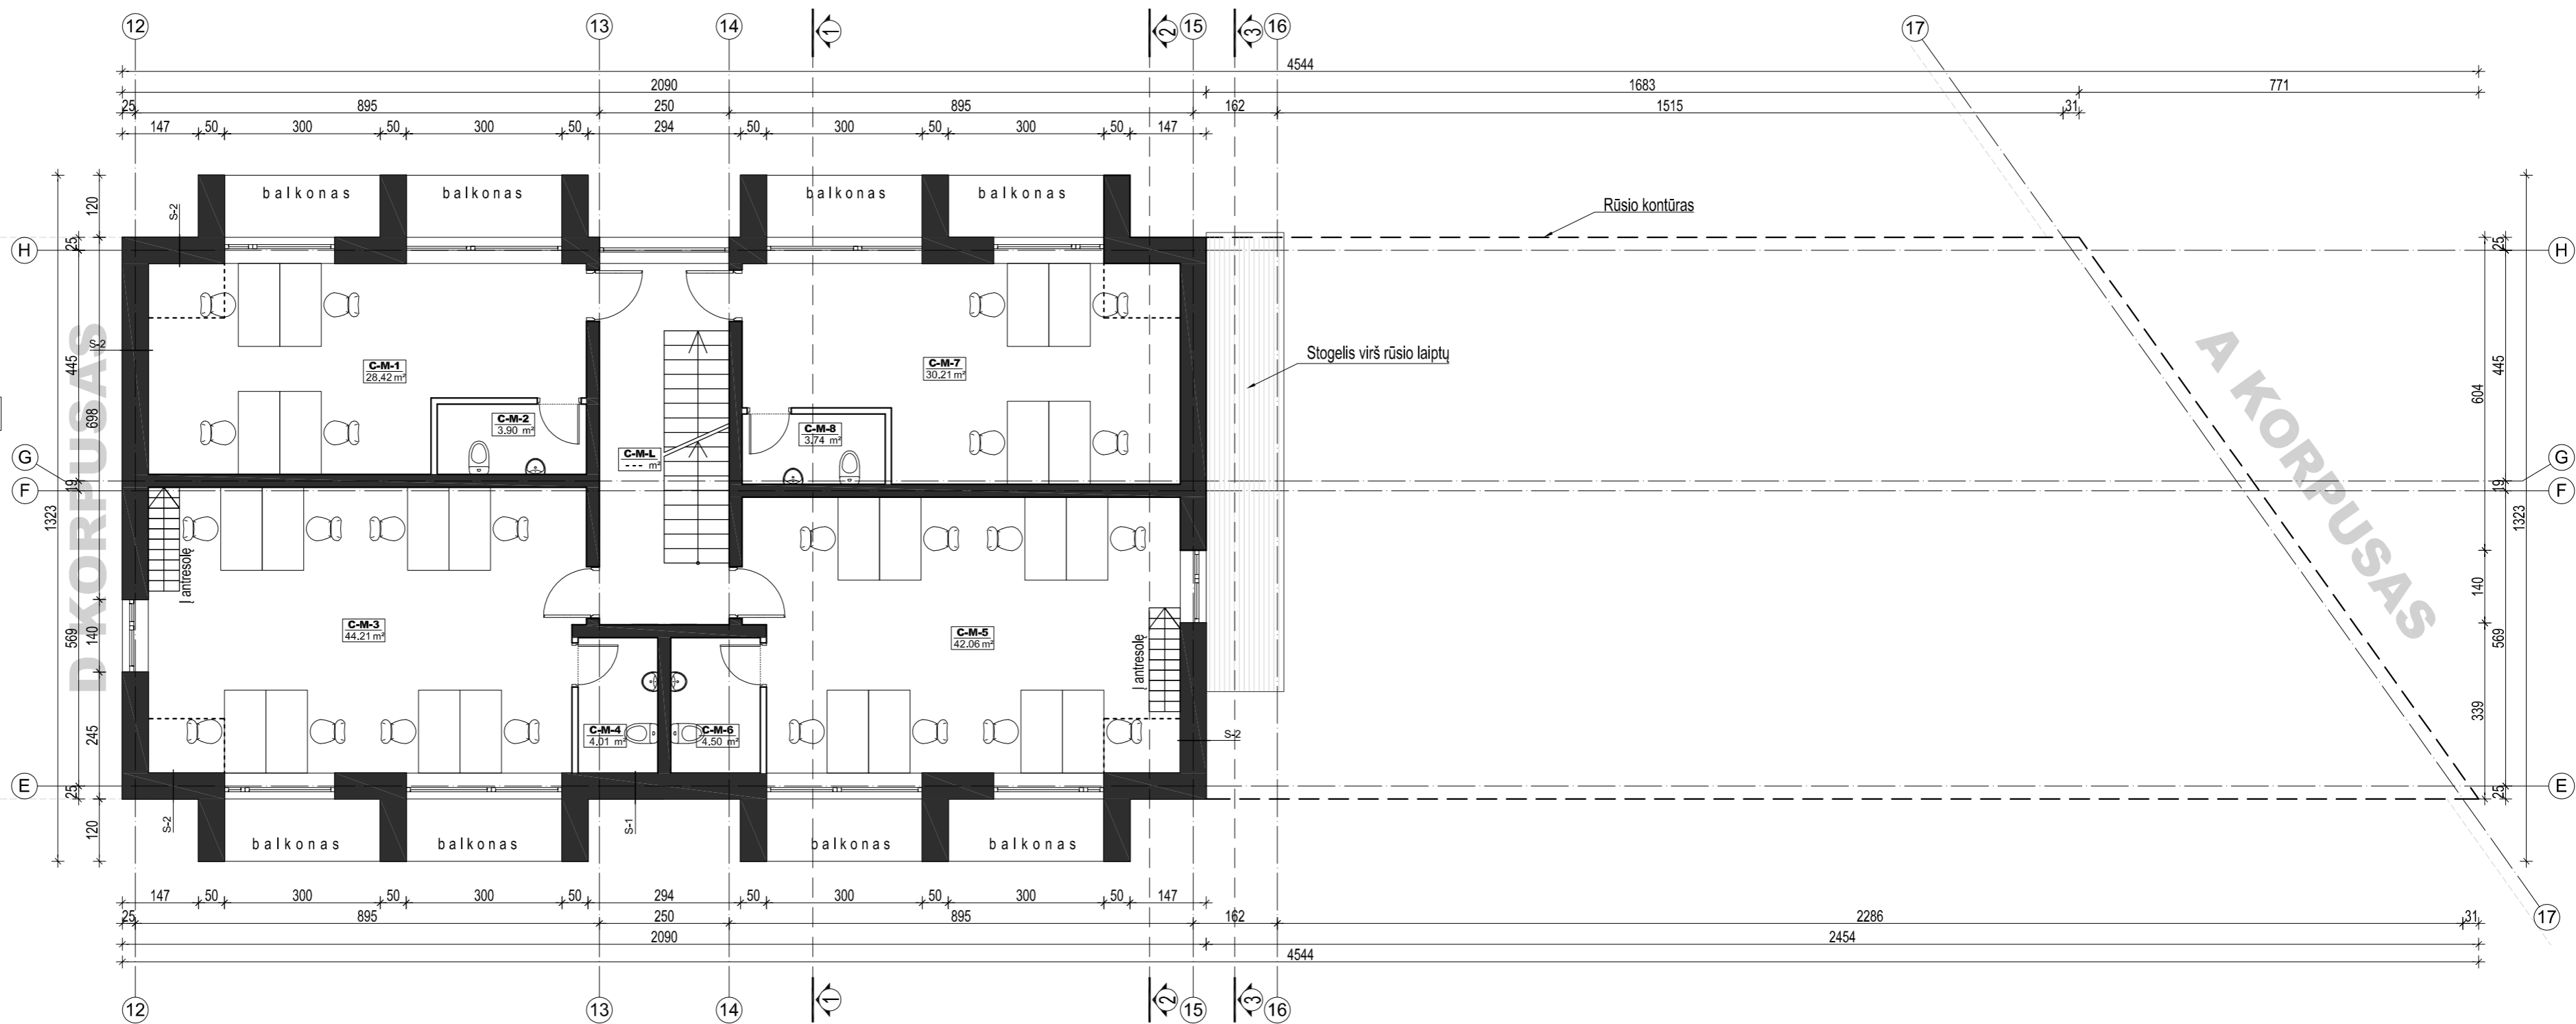 12 13 14 1 2 15 3 16 17
4544
2090 1683 771
25 895 250 895 162 1515 31
147 50 300 50 300 50 294 50 300 50 300 50 147
balkonas balkonas balkonas balkonas
120 S-2
Rūsio kontūras
H 25 25 H
Stogelis virš rūsio laiptų
S-2
445 445
C-M-1
28.42 m²
C-M-7
30.21 m²
698 604
C-M-2
3.90 m²
C-M-8
3.74 m²
C-M-L
--- m²
D KORPUSAS
A KORPUSAS
G G
19 19
F F
1323 1323
Į antresolę
140 140
569 569
C-M-3
44.21 m²
C-M-5
42.06 m²
Į antresolę
245 339
C-M-4
4.01 m²
C-M-6
4.50 m²
S-2
E 25 25 E
120 S-2 S-1
balkonas balkonas balkonas balkonas
147 50 300 50 300 50 294 50 300 50 300 50 147
25 895 250 895 162 2286 31
2090 2454
4544
12 13 14 1 2 15 3 16 17